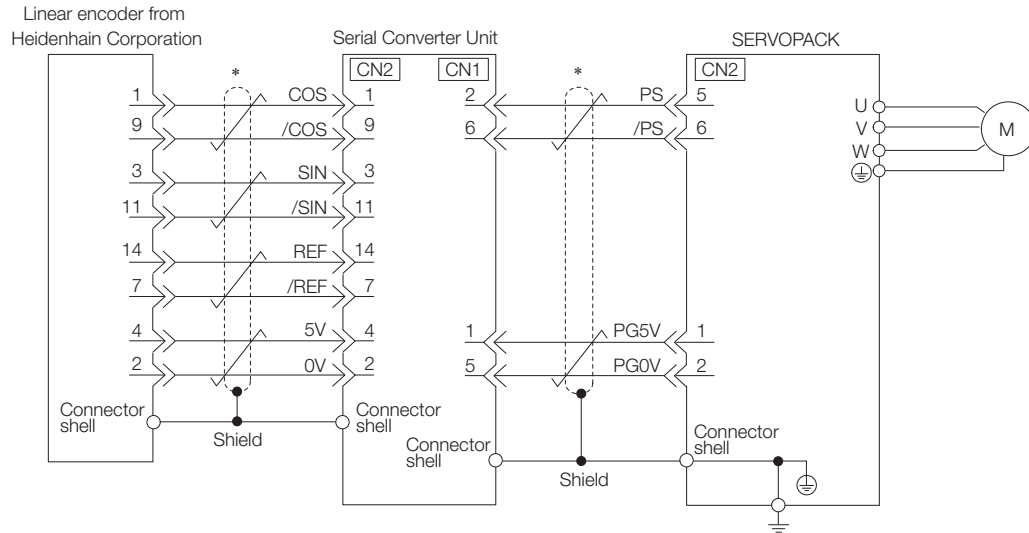 Linear encoder from
Heidenhain Corporation
Serial Converter Unit
SERVOPACK
CN2
CN1
CN2
*
*
1 COS 1
9 /COS 9
3 SIN 3
11 /SIN 11
14 REF 14
7 /REF 7
4 5V 4
2 0V 2
Connector
shell
Shield
Connector
shell
2 PS 5
6 /PS 6
1 PG5V 1
5 PG0V 2
Connector
shell
Shield
Connector
shell
U
V
W
M